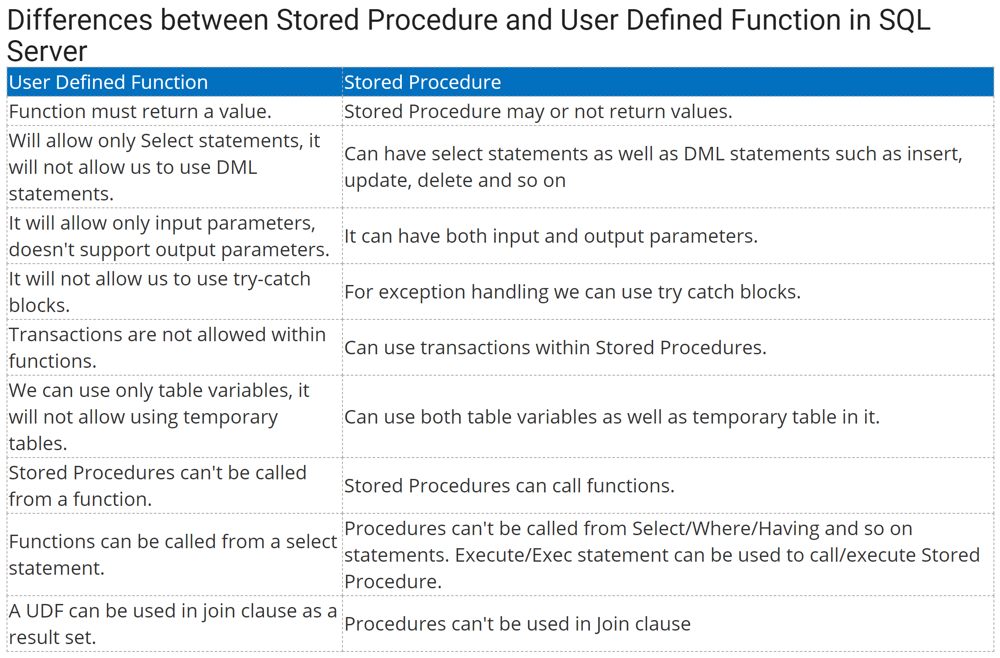 Differences between Stored Procedure and User Defined Function in SQL
Server
User Defined Function
Stored Procedure
Function must return a value.
Stored Procedure may or not return values.
Will allow only Select statements, it
will not allow us to use DML
statements.
Can have select statements as well as DML statements such as insert,
update, delete and so on
It will allow only input parameters,
doesn't support output parameters.
It can have both input and output parameters.
It will not allow us to use try-catch
blocks.
For exception handling we can use try catch blocks.
Transactions are not allowed within
functions.
Can use transactions within Stored Procedures.
We can use only table variables, it
will not allow using temporary
tables.
Can use both table variables as well as temporary table in it.
Stored Procedures can't be called
from a function.
Stored Procedures can call functions.
Functions can be called from a select
statement.
Procedures can't be called from Select/Where/Having and so on
statements. Execute/Exec statement can be used to call/execute Stored
Procedure.
A UDF can be used in join clause as a
result set.
Procedures can't be used in Join clause